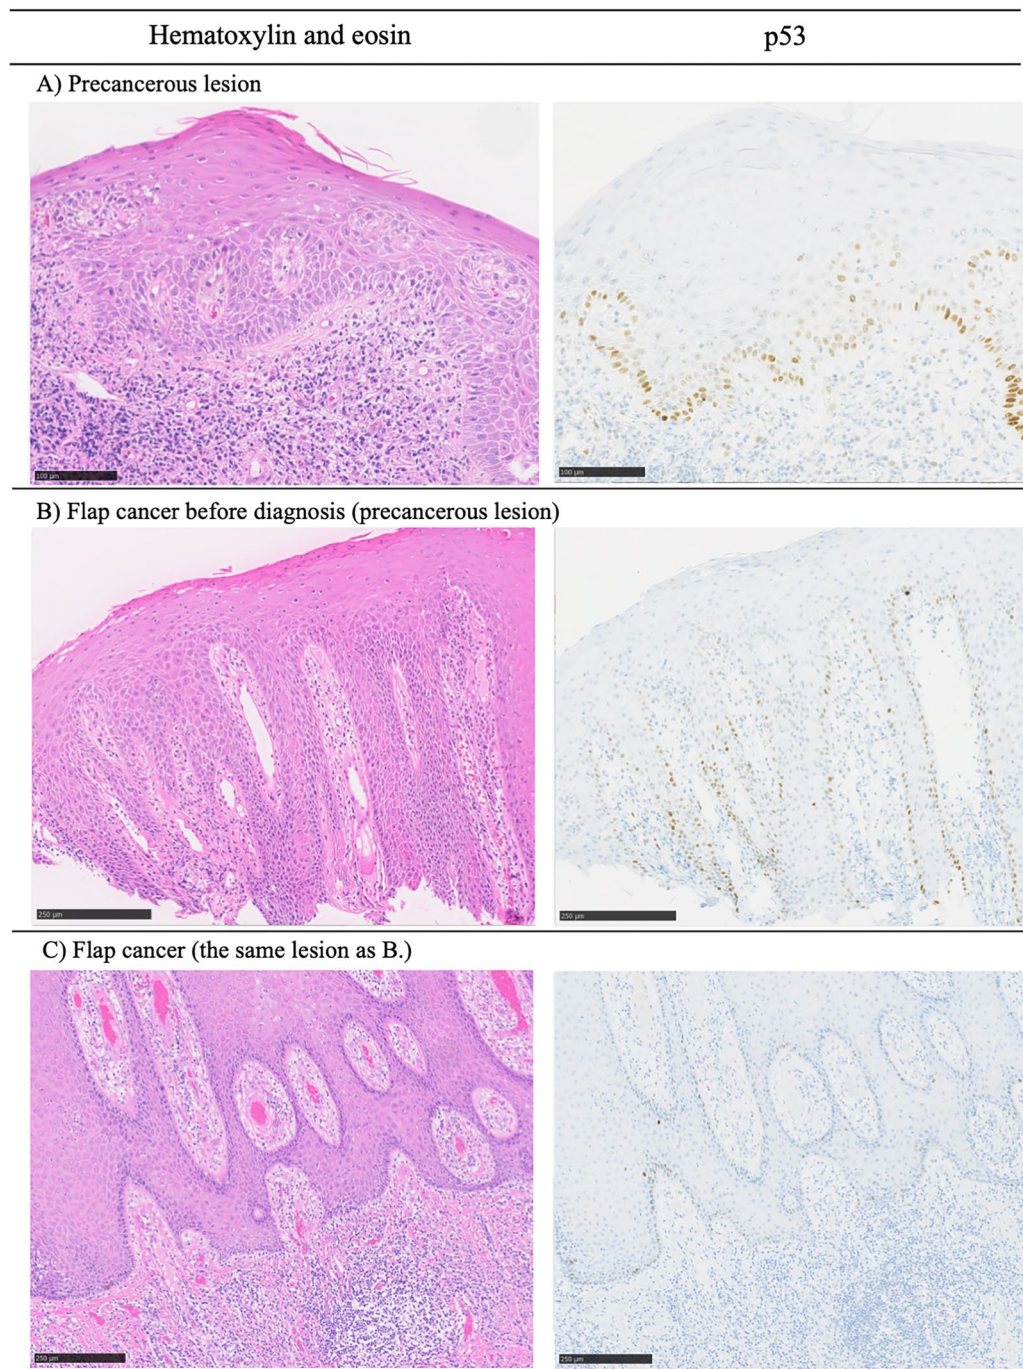 Hematoxylin and eosin p53
A) Precancerous lesion
100 µm 100 µm
B) Flap cancer before diagnosis (precancerous lesion)
250 µm 250 µm
C) Flap cancer (the same lesion as B.)
250 µm 250 µm